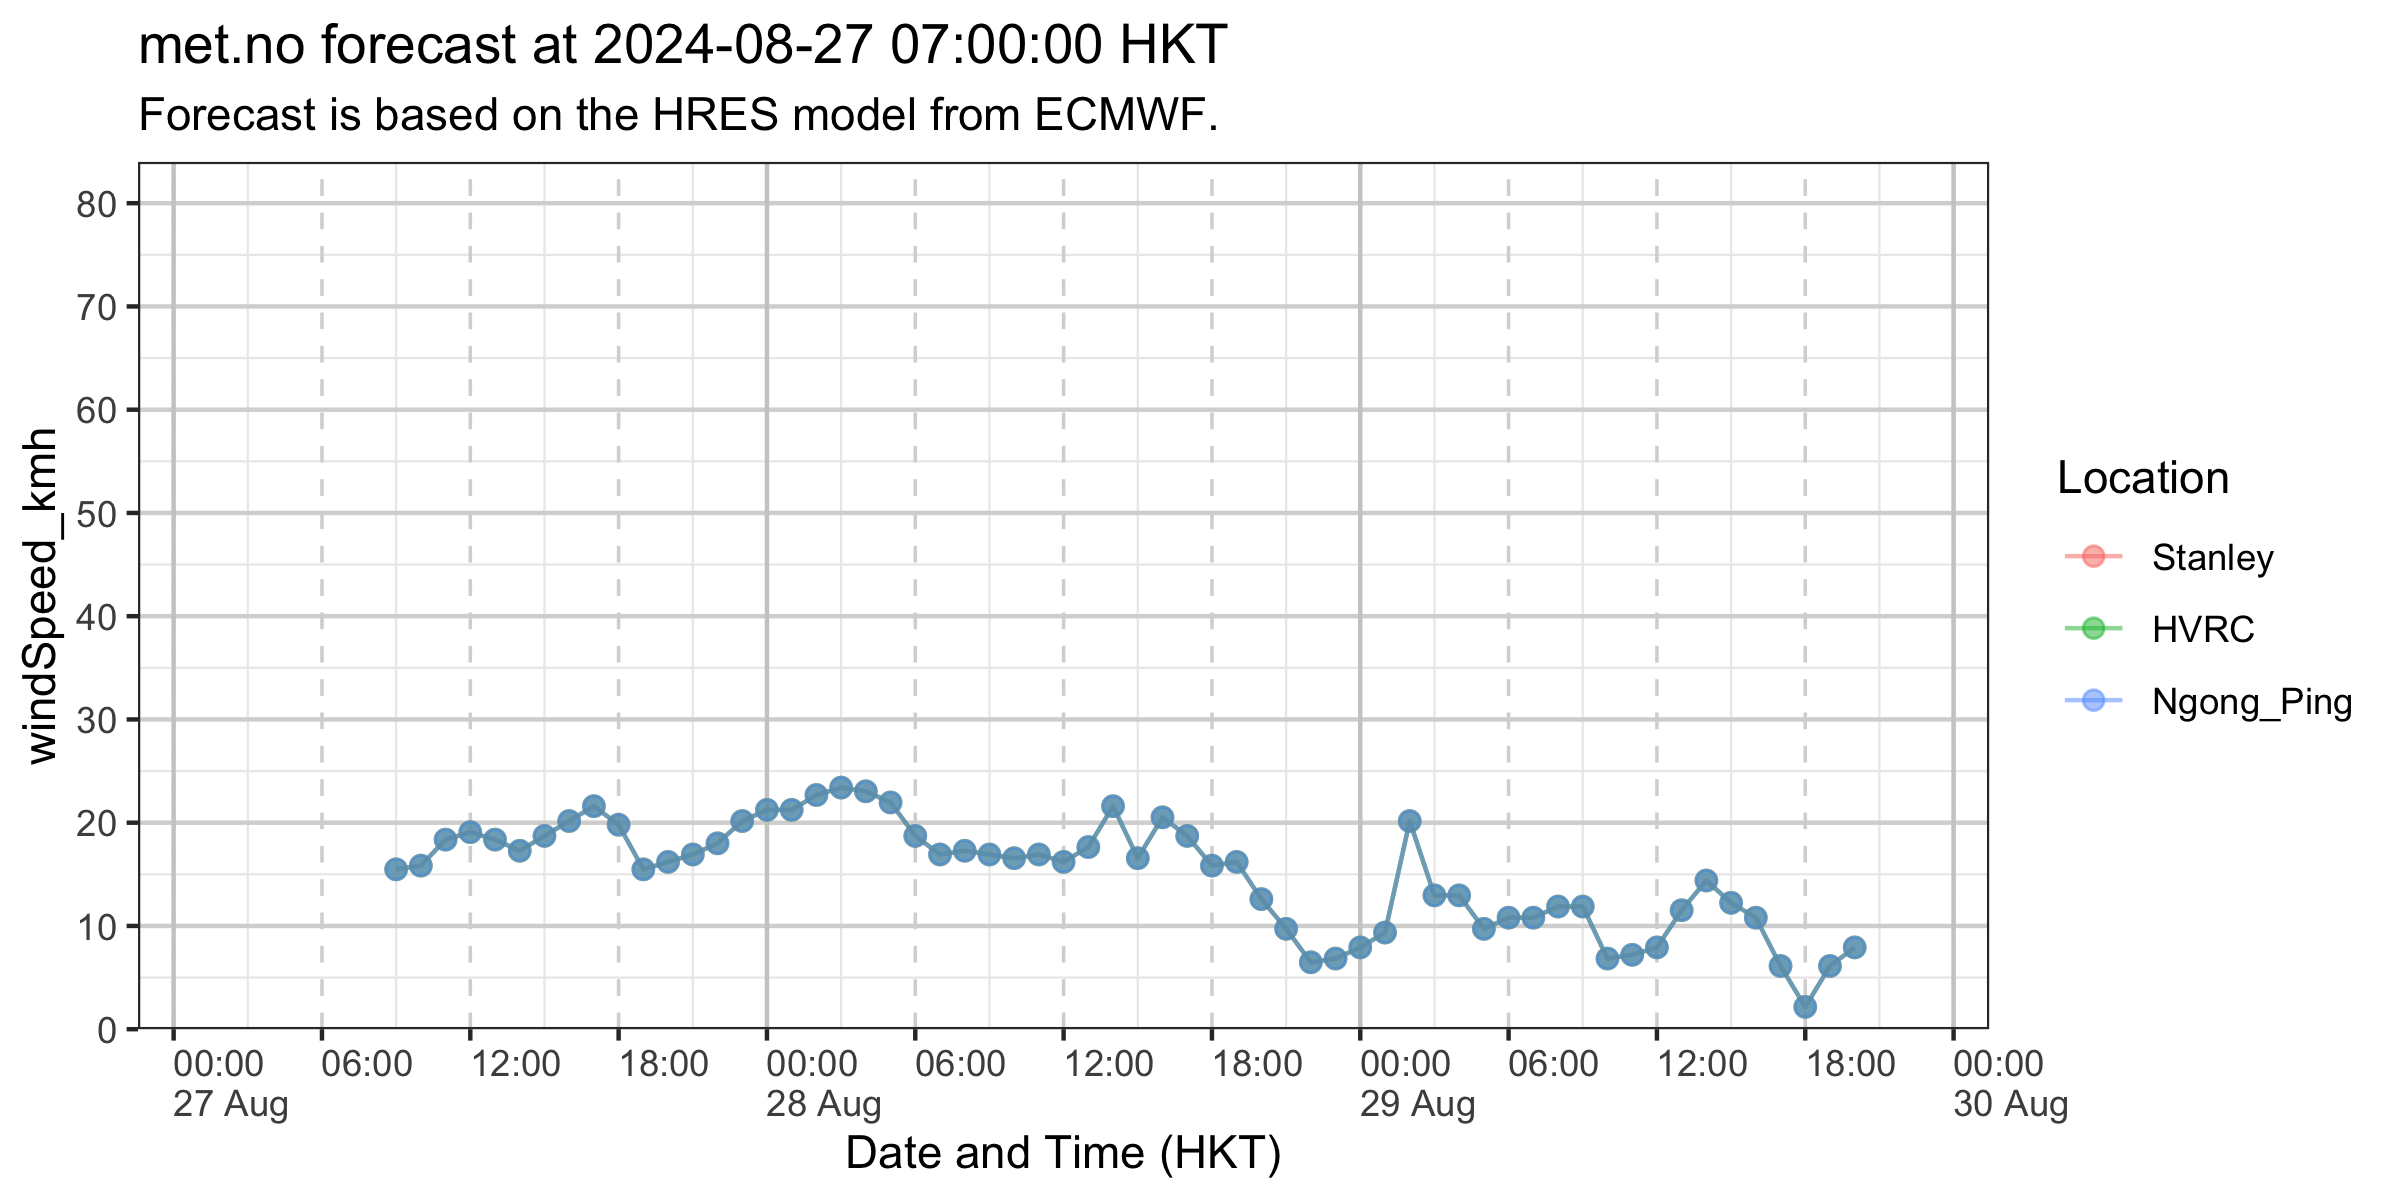 met.no forecast at 2024-08-27 07:00:00 HKT
Forecast is based on the HRES model from ECMWF.
windSpeed_kmh
80
70
60
50
40
30
20
10
0
00:00 06:00 12:00 18:00 00:00 06:00 12:00 18:00 00:00 06:00 12:00 18:00 00:00
27 Aug 28 Aug 29 Aug 30 Aug
Date and Time (HKT)
Location
Stanley
HVRC
Ngong_Ping